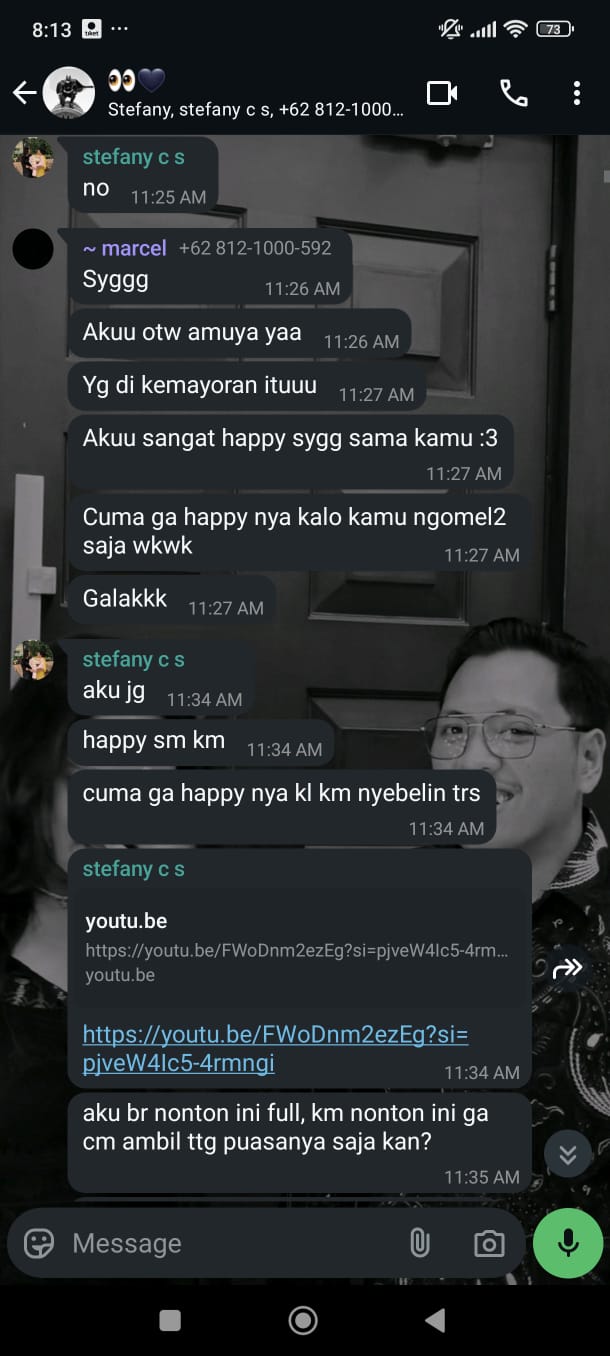 8:13
tiket
73
👀🖤
Stefany, stefany c s, +62 812-1000...
stefany c s
no
11:25 AM
~ marcel +62 812-1000-592
Syggg
11:26 AM
Akuu otw amuya yaa
11:26 AM
Yg di kemayoran ituuu
11:27 AM
Akuu sangat happy sygg sama kamu :3
11:27 AM
Cuma ga happy nya kalo kamu ngomel2
saja wkwk
11:27 AM
Galakkk
11:27 AM
stefany c s
aku jg
11:34 AM
happy sm km
11:34 AM
cuma ga happy nya kl km nyebelin trs
11:34 AM
stefany c s
youtu.be
https://youtu.be/FWoDnm2ezEg?si=pjveW4Ic5-4rm...
youtu.be
https://youtu.be/FWoDnm2ezEg?si=
pjveW4Ic5-4rmngi
11:34 AM
aku br nonton ini full, km nonton ini ga
cm ambil ttg puasanya saja kan?
11:35 AM
Message